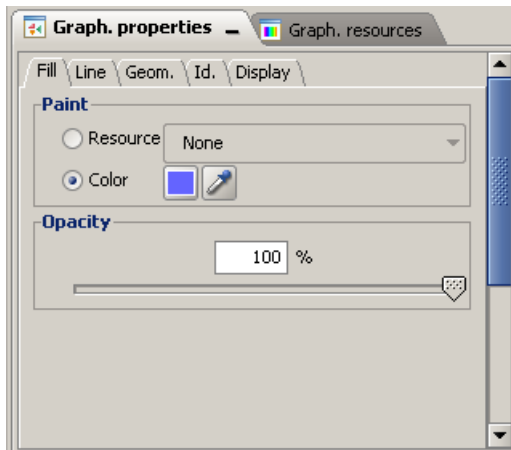 Graph. properties Graph. resources
Fill Line Geom. Id. Display
Paint
Resource None
Color
Opacity
100 %